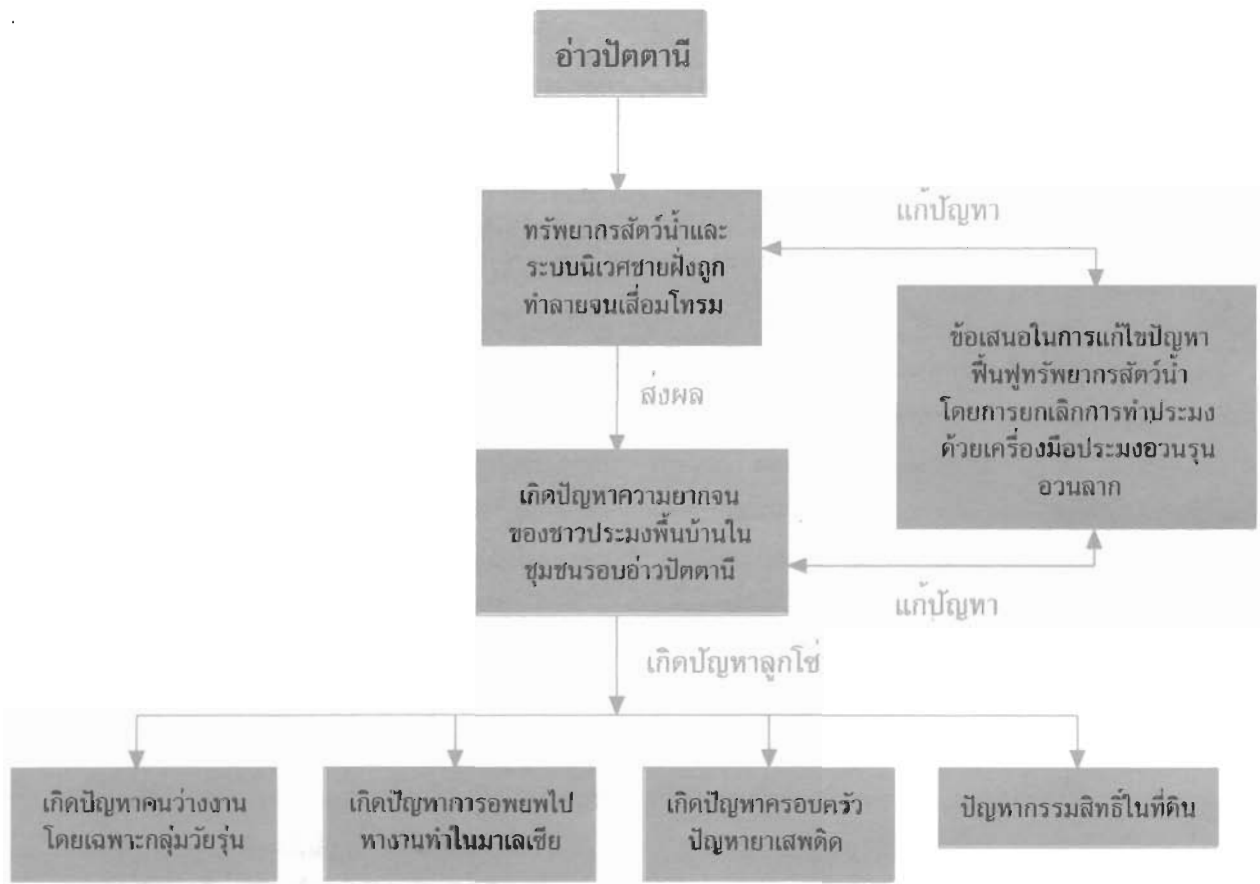 อ่าวปัตตานี
ทรัพยากรสัตว์น้ำและ
ระบบนิเวศชายฝั่งถูก
ทำลายจนเสื่อมโทรม
แก้ปัญหา
ข้อเสนอในการแก้ไขปัญหา
ฟื้นฟูทรัพยากรสัตว์น้ำ
โดยการยกเลิกการทำประมง
ด้วยเครื่องมือประมงอวนรุน
อวนลาก
ส่งผล
เกิดปัญหาความยากจน
ของชาวประมงพื้นบ้านใน
ชุมชนรอบอ่าวปัตตานี
แก้ปัญหา
เกิดปัญหาลูกโซ่
เกิดปัญหาคนว่างงาน
โดยเฉพาะกลุ่มวัยรุ่น
เกิดปัญหาการอพยพไป
หางานทำในมาเลเซีย
เกิดปัญหาครอบครัว
ปัญหายาเสพติด
ปัญหากรรมสิทธิ์ในที่ดิน